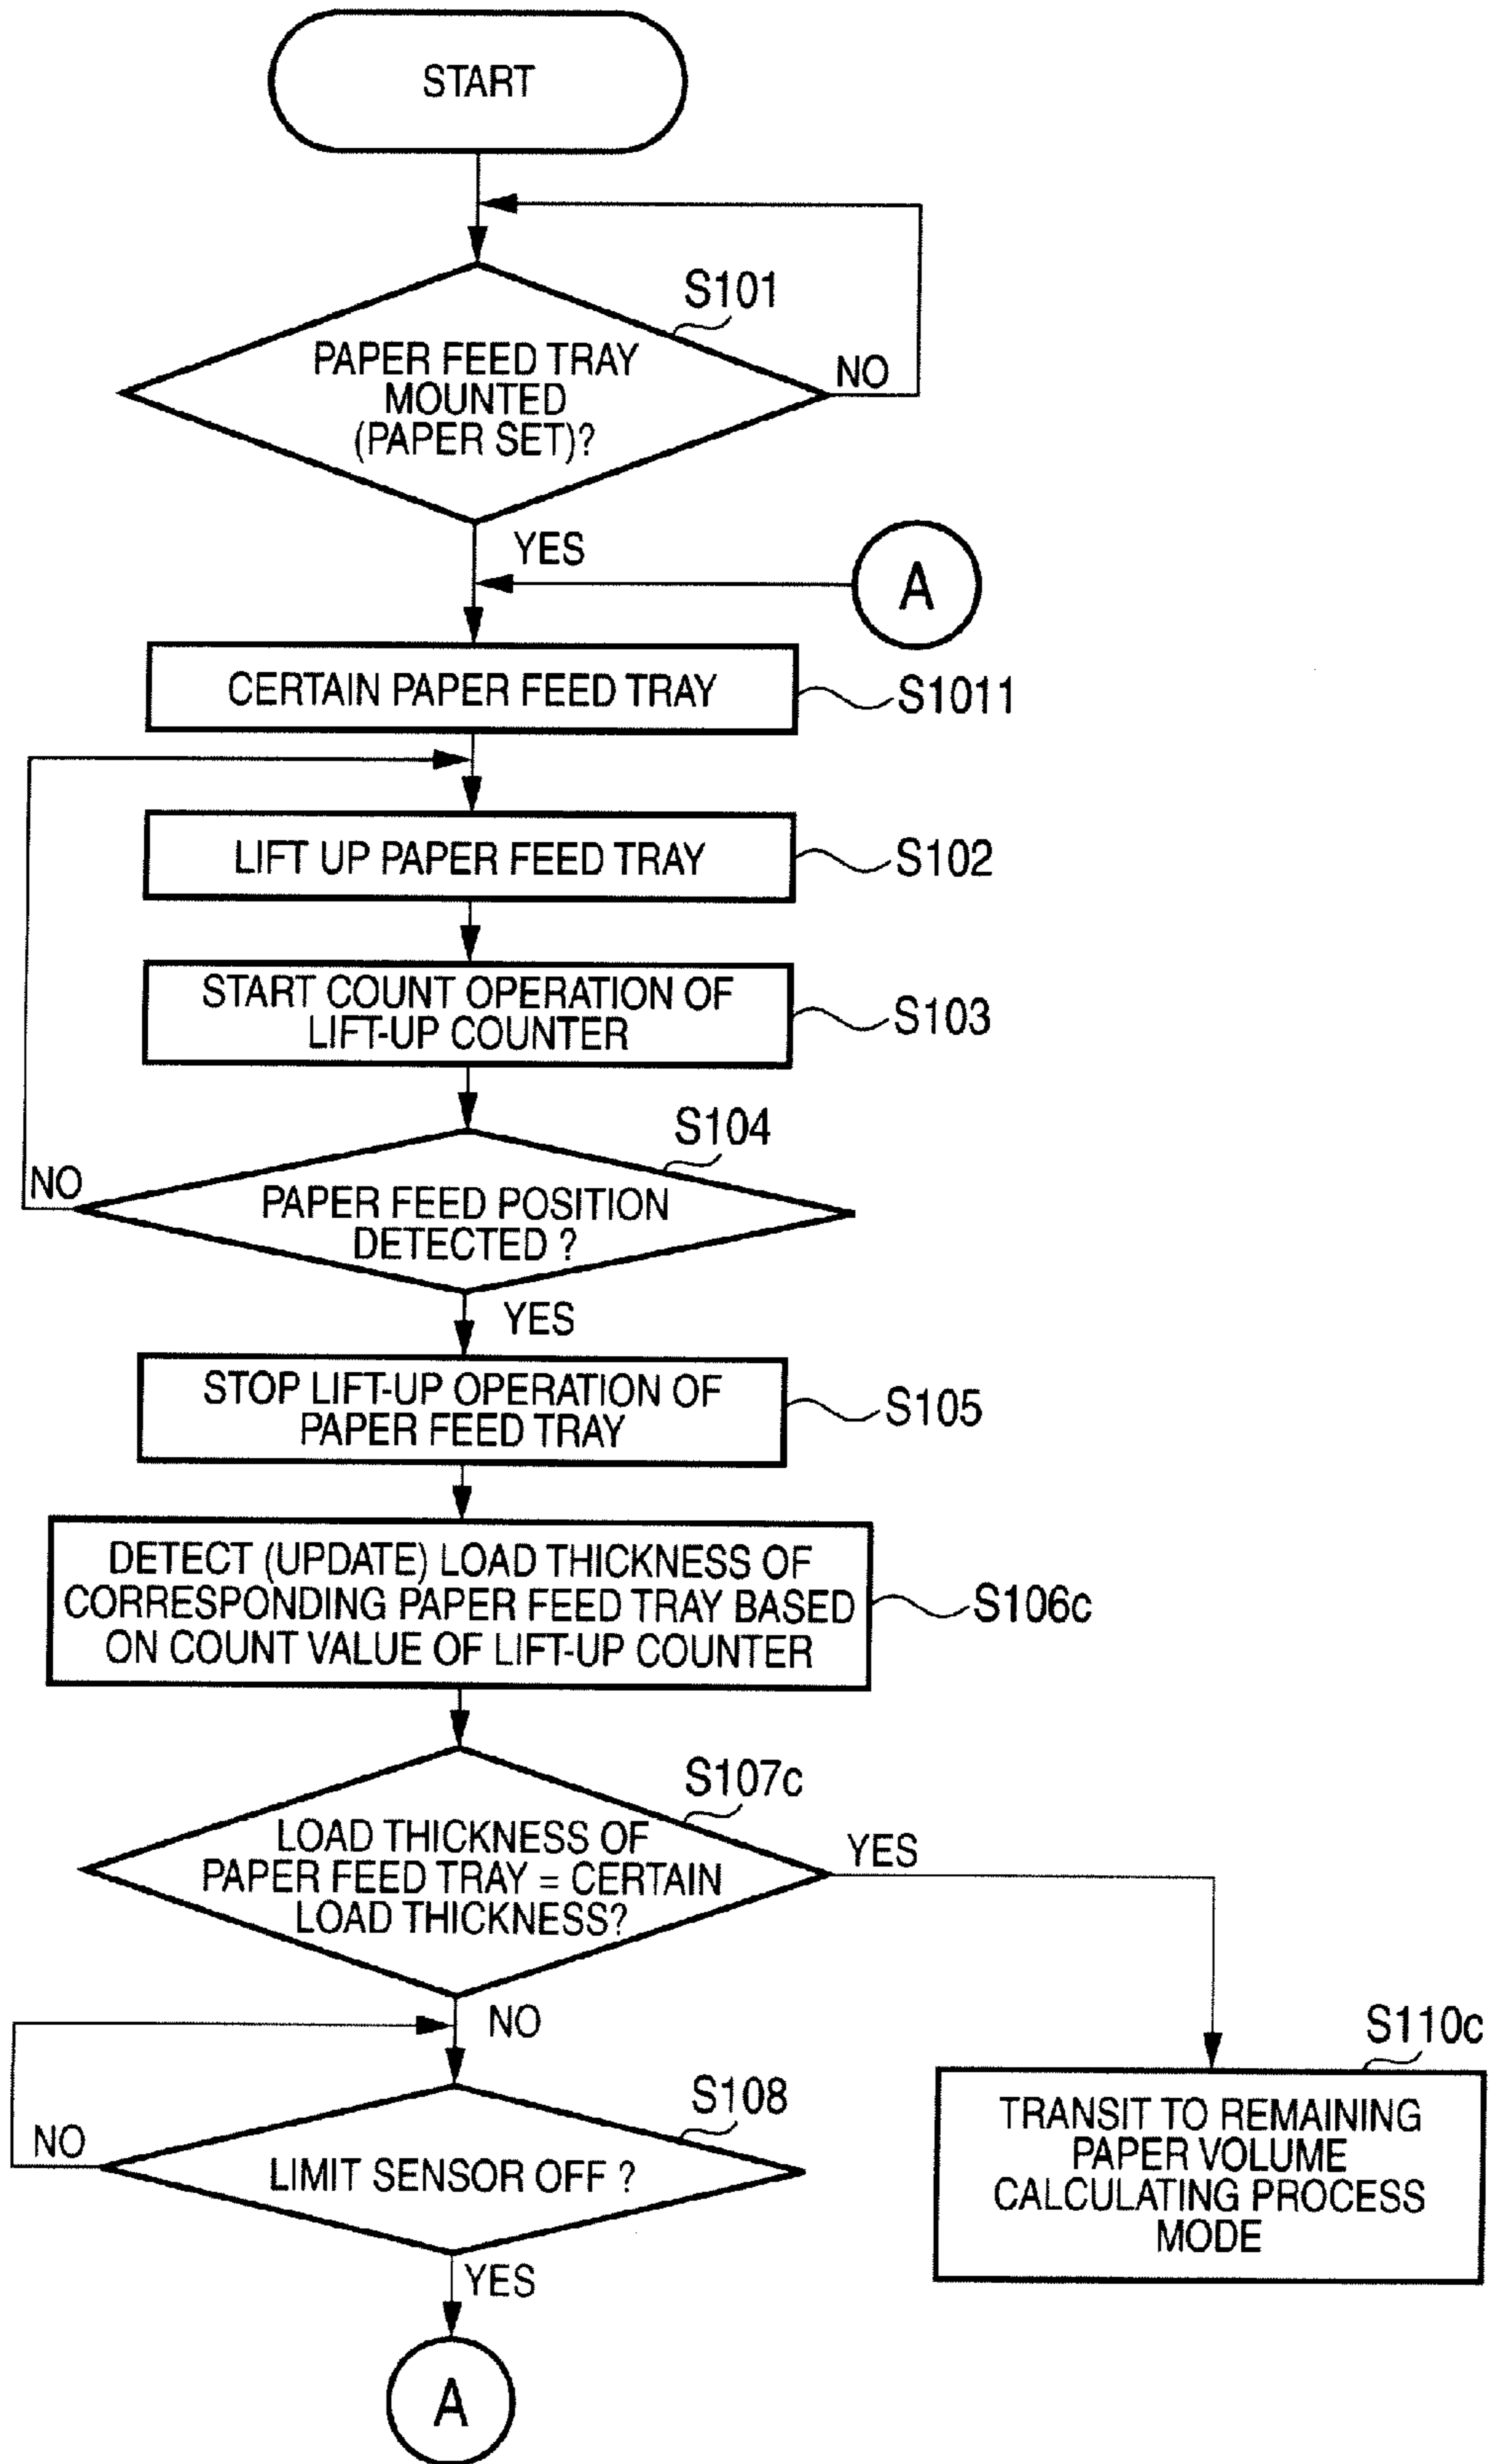 START
S101
PAPER FEED TRAY
MOUNTED
(PAPER SET)?
NO
YES
A
CERTAIN PAPER FEED TRAY
S1011
LIFT UP PAPER FEED TRAY
S102
START COUNT OPERATION OF
LIFT-UP COUNTER
S103
S104
NO
PAPER FEED POSITION
DETECTED ?
YES
STOP LIFT-UP OPERATION OF
PAPER FEED TRAY
S105
DETECT (UPDATE) LOAD THICKNESS OF
CORRESPONDING PAPER FEED TRAY BASED
ON COUNT VALUE OF LIFT-UP COUNTER
S106c
S107c
LOAD THICKNESS OF
PAPER FEED TRAY = CERTAIN
LOAD THICKNESS?
YES
NO
S110c
TRANSIT TO REMAINING
PAPER VOLUME
CALCULATING PROCESS
MODE
S108
NO
LIMIT SENSOR OFF ?
YES
A